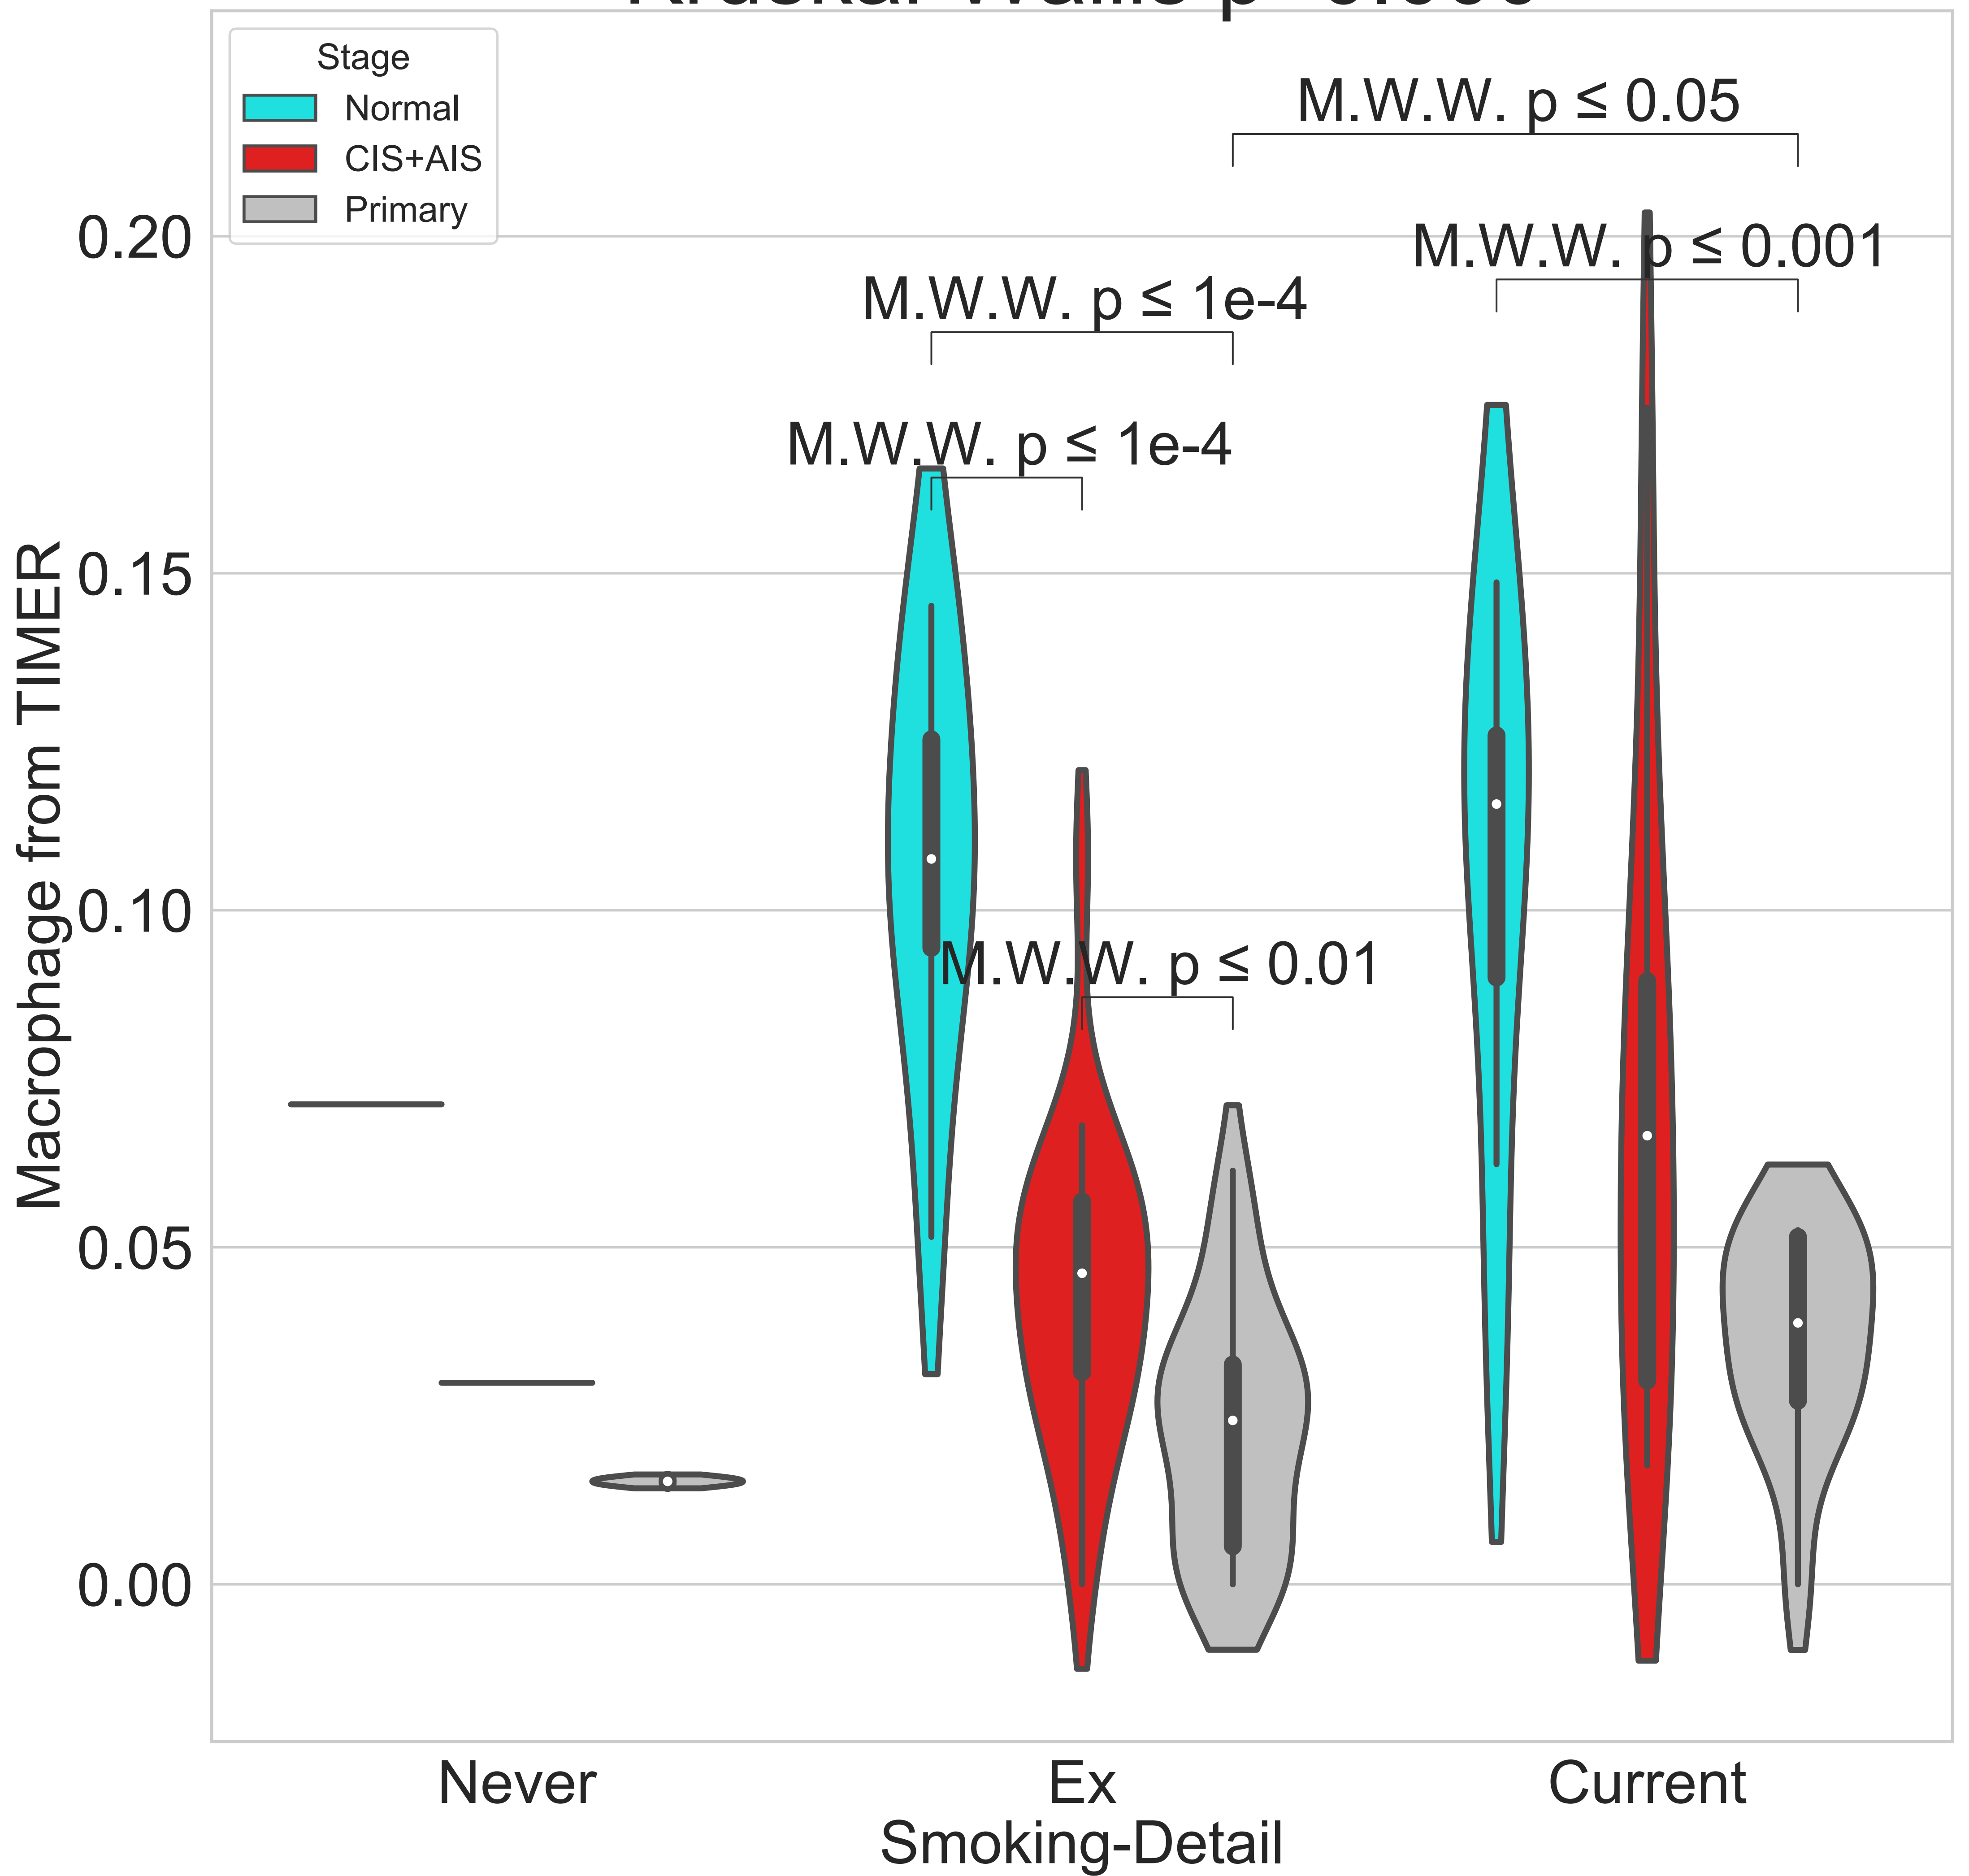 Stage
Normal
CIS+AIS
Primary
M.W.W. p ≤ 0.05
M.W.W. p ≤ 0.001
M.W.W. p ≤ 1e-4
M.W.W. p ≤ 1e-4
M.W.W. p ≤ 0.01
0.20
0.15
0.10
0.05
0.00
Macrophage from TIMER
Never
Ex
Current
Smoking-Detail